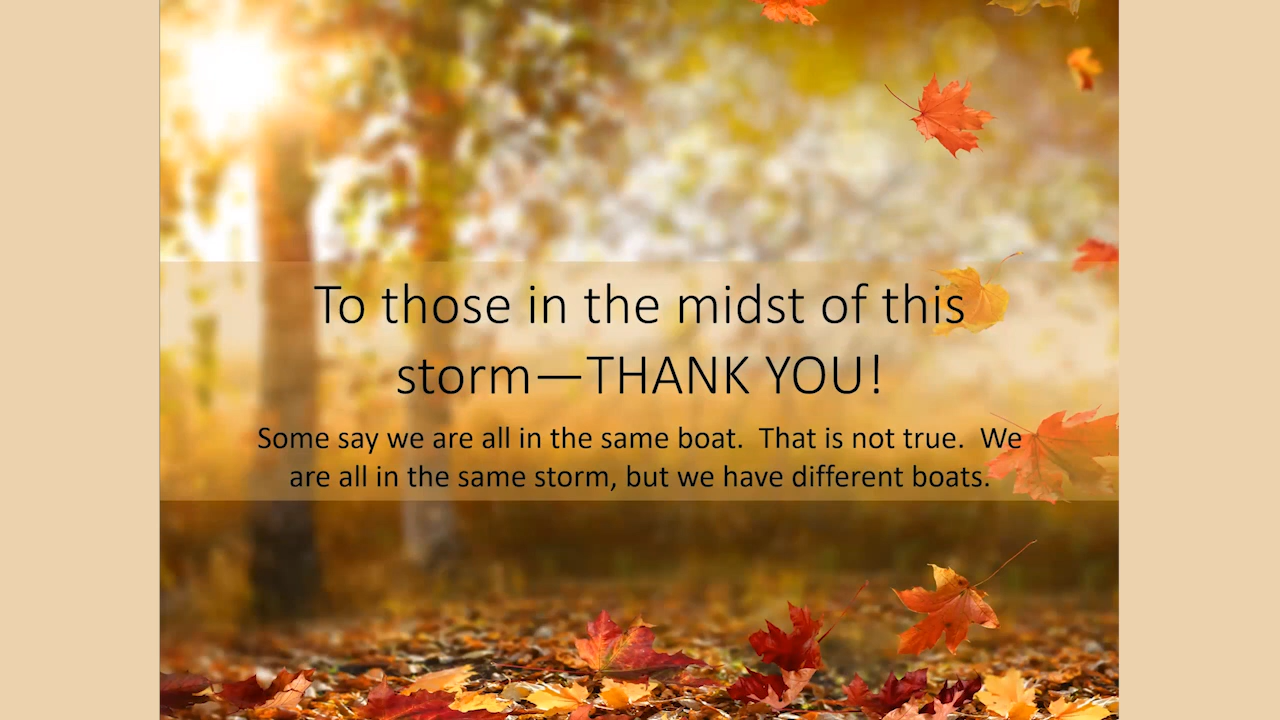 To those in the midst of this
storm—THANK YOU!
Some say we are all in the same boat.  That is not true.  We
are all in the same storm, but we have different boats.